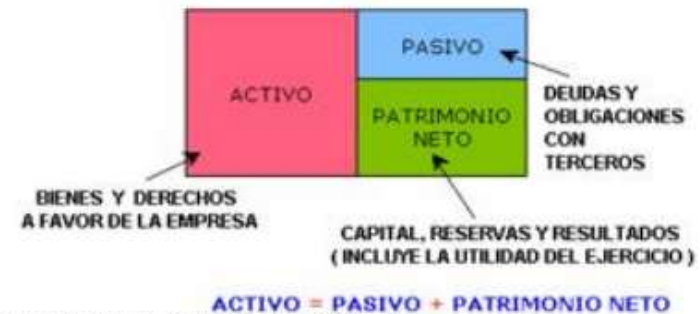 ACTIVO
PASIVO
PATRIMONIO
NETO
DEUDAS Y
OBLIGACIONES
CON
TERCEROS
BIENES Y DERECHOS
A FAVOR DE LA EMPRESA
CAPITAL, RESERVAS Y RESULTADOS
( INCLUYE LA UTILIDAD DEL EJERCICIO )
ACTIVO = PASIVO + PATRIMONIO NETO